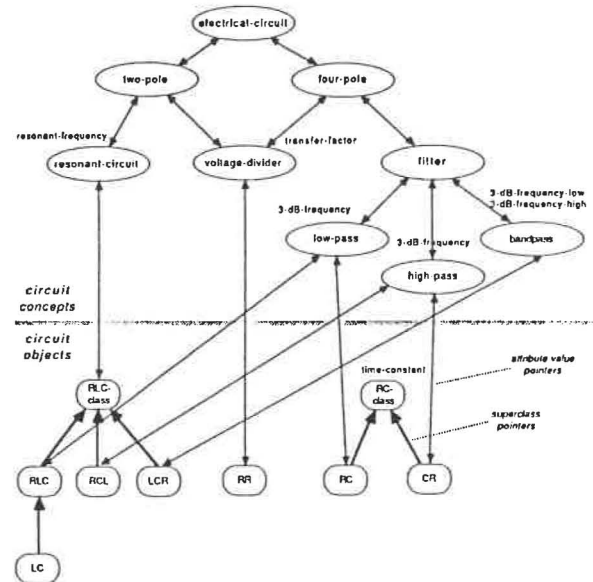 electrical-circuit
two-pole
four-pole
resonant-frequency
transfer-factor
resonant-circuit
voltage-divider
filter
3-dB-frequency-low
3-dB-frequency-high
3-dB-frequency
low-pass
3-dB-frequency
bandpass
high-pass
circuit
concepts
circuit
objects
attribute value
pointers
time-constant
RLC-
class
RC-
class
superclass
pointers
RLC
RCL
LCR
RR
RC
CR
LC